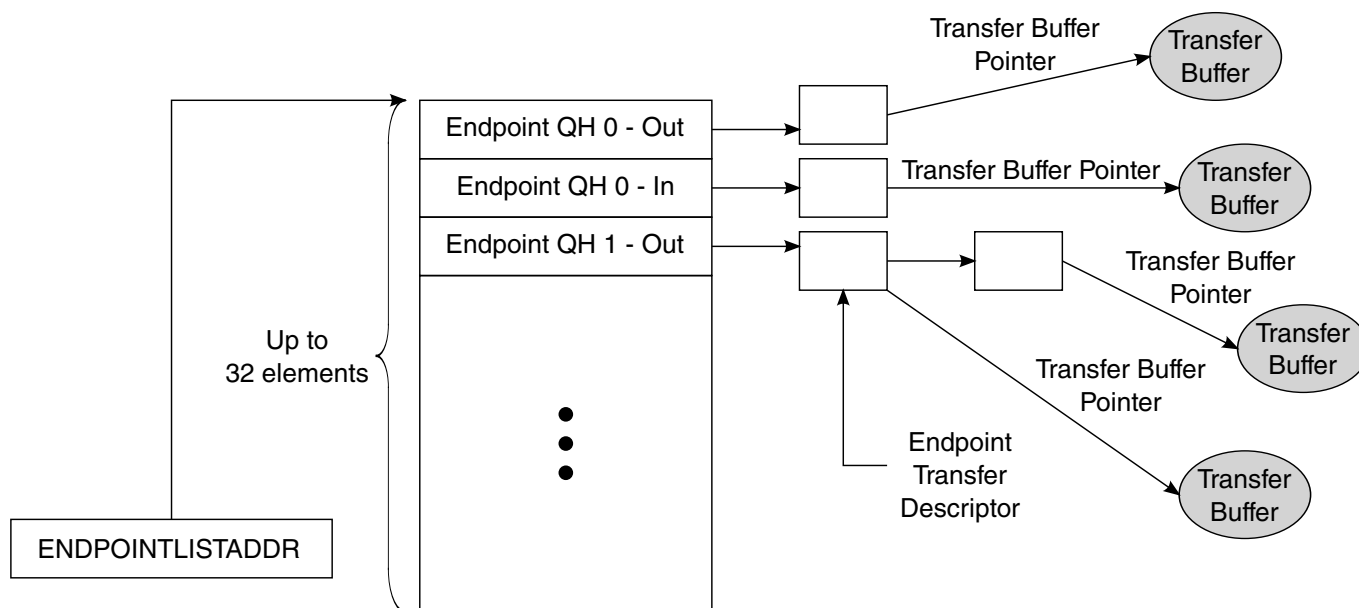 Transfer Buffer
Pointer
Transfer
Buffer
Endpoint QH 0 - Out
Endpoint QH 0 - In
Transfer Buffer Pointer
Transfer
Buffer
Endpoint QH 1 - Out
Transfer Buffer
Pointer
Up to
32 elements
Transfer
Buffer
Transfer Buffer
Pointer
Endpoint
Transfer
Descriptor
Transfer
Buffer
ENDPOINTLISTADDR